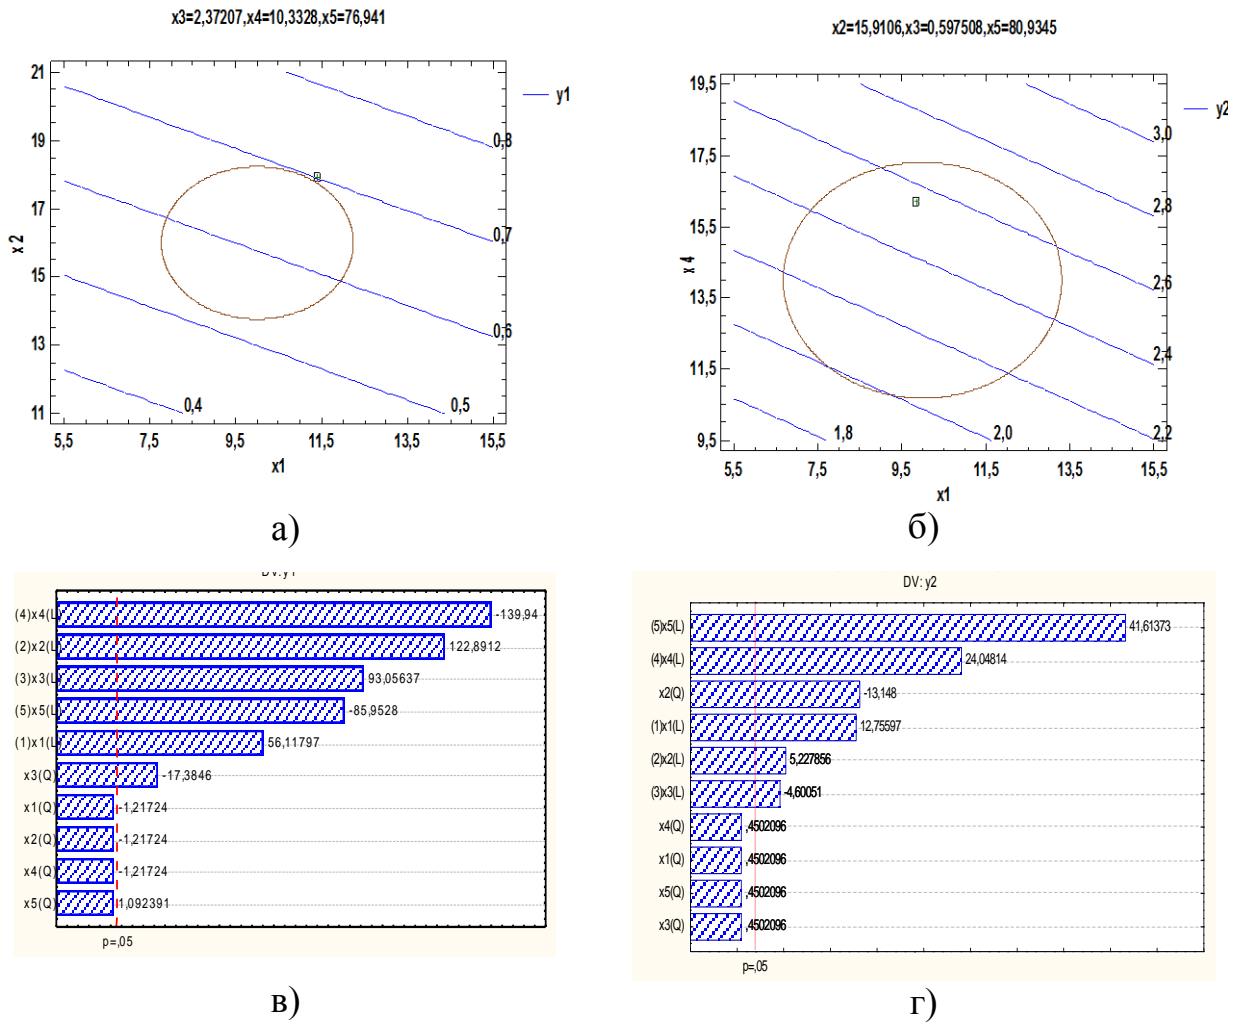 x3=2,37207,x4=10,3328,x5=76,941
21
19
17
15
13
11
x 2
5,5 7,5 9,5 11,5 13,5 15,5
x1
y1
0,8
0,7
0,6
0,5
0,4
а)
x2=15,9106,x3=0,597508,x5=80,9345
19,5
17,5
15,5
13,5
11,5
9,5
x 4
5,5 7,5 9,5 11,5 13,5 15,5
x1
y2
3,0
2,8
2,6
2,4
2,2
2,0
1,8
б)
DV: y1
(4)x4(L) -139,94
(2)x2(L) 122,8912
(3)x3(L) 93,05637
(5)x5(L) -85,9528
(1)x1(L) 56,11797
x3(Q) -17,3846
x1(Q) -1,21724
x2(Q) -1,21724
x4(Q) -1,21724
x5(Q) 1,092391
p=,05
в)
DV: y2
(5)x5(L) 41,61373
(4)x4(L) 24,04814
x2(Q) -13,148
(1)x1(L) 12,75597
(2)x2(L) 5,227856
(3)x3(L) -4,60051
x4(Q) ,4502096
x1(Q) ,4502096
x5(Q) ,4502096
x3(Q) ,4502096
p=,05
г)